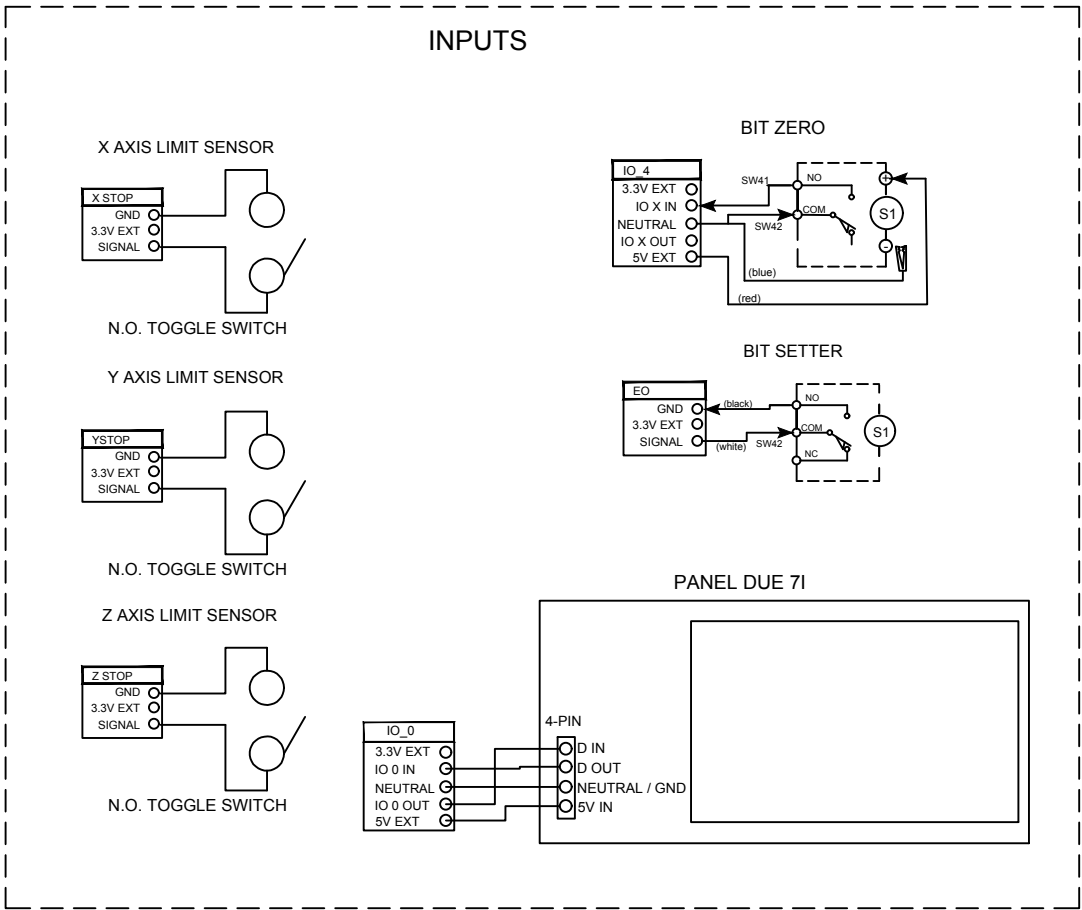 INPUTS
X AXIS LIMIT SENSOR
X STOP
GND
3.3V EXT
SIGNAL
N.O. TOGGLE SWITCH
Y AXIS LIMIT SENSOR
YSTOP
GND
3.3V EXT
SIGNAL
N.O. TOGGLE SWITCH
Z AXIS LIMIT SENSOR
Z STOP
GND
3.3V EXT
SIGNAL
N.O. TOGGLE SWITCH
BIT ZERO
IO_4
3.3V EXT
IO X IN
NEUTRAL
IO X OUT
5V EXT
SW41
SW42
NO
COM
+
S1
-
(blue)
(red)
BIT SETTER
EO
GND
3.3V EXT
SIGNAL
(black)
(white)
SW42
NO
COM
NC
S1
PANEL DUE 7I
IO_0
3.3V EXT
IO 0 IN
NEUTRAL
IO 0 OUT
5V EXT
4-PIN
D IN
D OUT
NEUTRAL / GND
5V IN